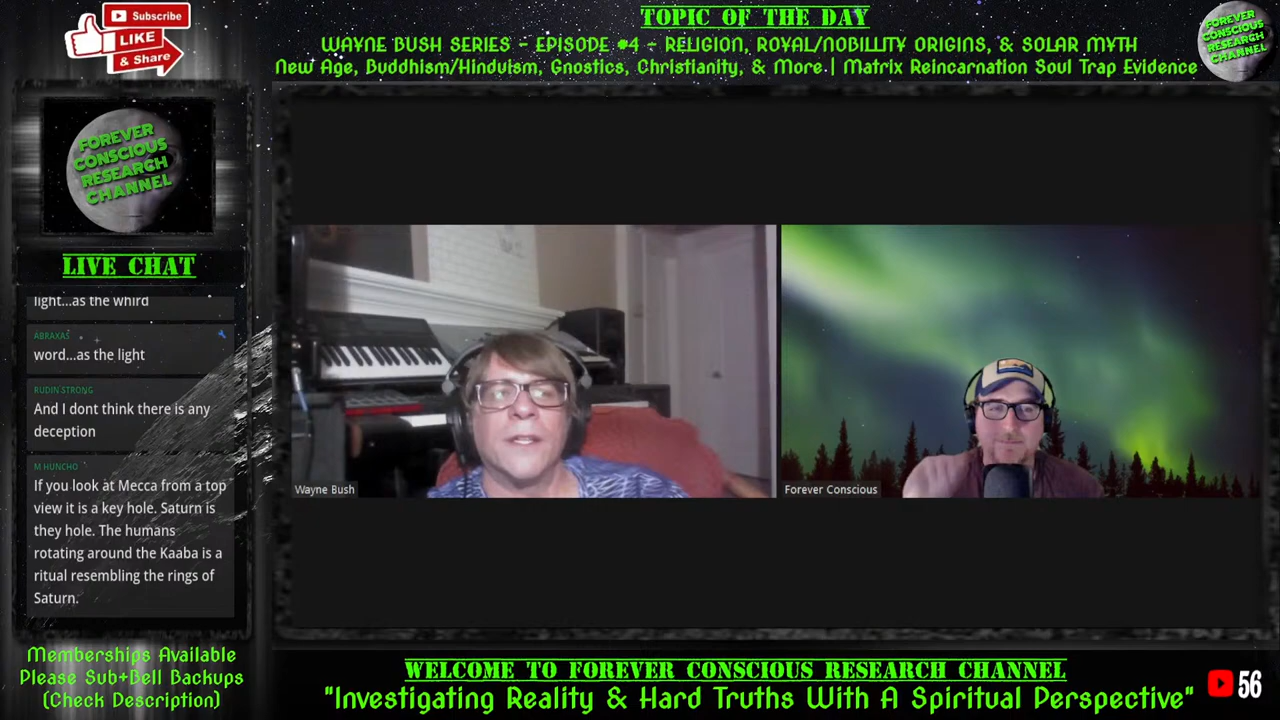 Subscribe
LIKE
& Share
TOPIC OF THE DAY
WAYNE BUSH SERIES - EPISODE #4 - RELIGION, ROYAL/NOBILLITY ORIGINS, & SOLAR MYTH
New Age, Buddhism/Hinduism, Gnostics, Christianity, & More | Matrix Reincarnation Soul Trap Evidence
FOREVER
CONSCIOUS
RESEARCH
CHANNEL
FOREVER
CONSCIOUS
RESEARCH
CHANNEL
LIVE CHAT
light...as the whird
ABRAXAS
word...as the light
RUDIN STRONG
And I dont think there is any
deception
M HUNCHO
If you look at Mecca from a top
view it is a key hole. Saturn is
they hole. The humans
rotating around the Kaaba is a
ritual resembling the rings of
Saturn.
Wayne Bush
Forever Conscious
Memberships Available
Please Sub+Bell Backups
(Check Description)
WELCOME TO FOREVER CONSCIOUS RESEARCH CHANNEL
"Investigating Reality & Hard Truths With A Spiritual Perspective"
56